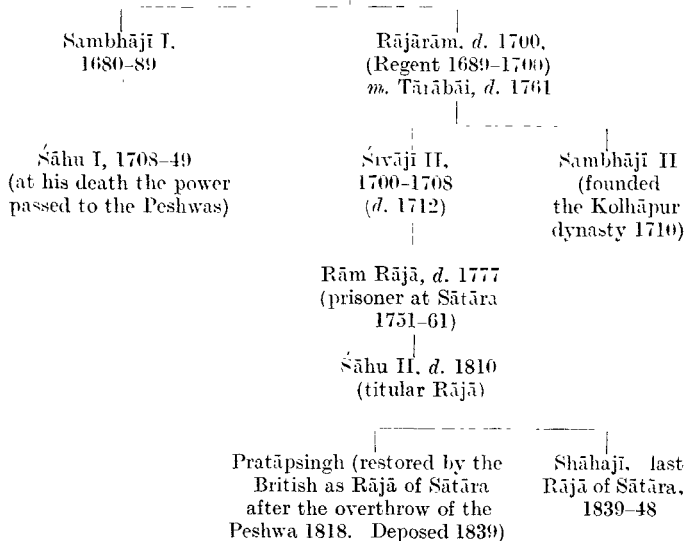 Sambhājī I,
1680–89
Rājārām, d. 1700,
(Regent 1689–1700)
m. Tārābāi, d. 1761
Śāhu I, 1708–49
(at his death the power
passed to the Peshwas)
Śivājī II,
1700–1708
(d. 1712)
Sambhājī II
(founded
the Kolhāpur
dynasty 1710)
Rām Rājā, d. 1777
(prisoner at Sātāra
1751–61)
Śāhu II, d. 1810
(titular Rājā)
Pratāpsingh (restored by the
British as Rājā of Sātāra
after the overthrow of the
Peshwa 1818. Deposed 1839)
Shāhajī, last
Rājā of Sātāra,
1839–48